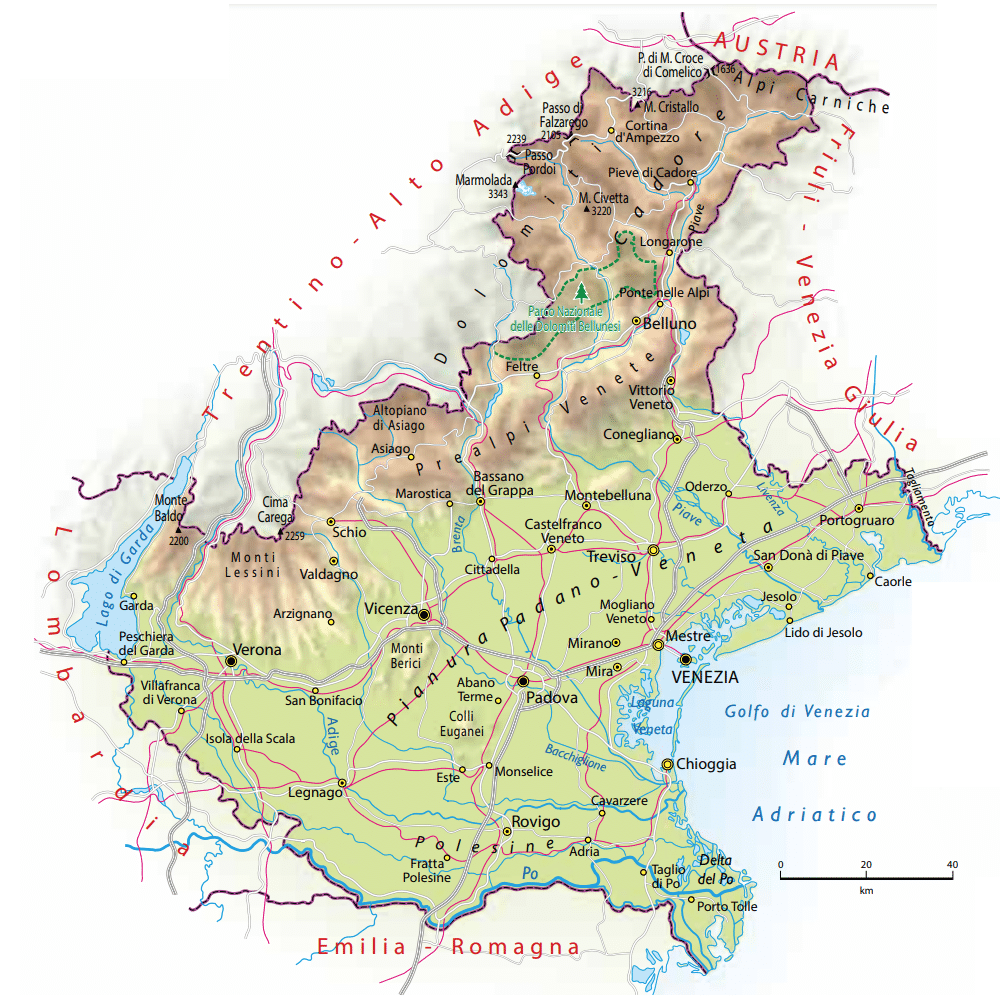 AUSTRIA
P. di M. Croce
di Comelico
1636
Alpi Carniche
3216
M. Cristallo
Trentino-Alto Adige
Passo di
Falzarego
2105
Cortina
d'Ampezzo
Friuli - Venezia Giulia
2239
Passo
Pordoi
Marmolada
3343
Pieve di Cadore
M. Civetta
3220
Cadore
Piave
Dolomiti
Longarone
Ponte nelle Alpi
Parco Nazionale
delle Dolomiti Bellunesi
Belluno
Feltre
Vittorio
Veneto
Prealpi Venete
Altopiano
di Asiago
Asiago
Conegliano
Tagliamento
Monte
Baldo
2200
Cima
Carega
2259
Marostica
Bassano
del Grappa
Montebelluna
Oderzo
Livenza
Piave
Portogruaro
Schio
Brenta
Castelfranco
Veneto
Treviso
San Donà di Piave
Lombardia
Lago di Garda
Monti
Lessini
Valdagno
Cittadella
Caorle
Garda
Arzignano
Vicenza
Mogliano
Veneto
Jesolo
Lido di Jesolo
Pianura Padano-Veneta
Peschiera
del Garda
Verona
Monti
Berici
Mirano
Mestre
Mira
VENEZIA
Villafranca
di Verona
San Bonifacio
Abano
Terme
Padova
Laguna
Veneta
Golfo di Venezia
Colli
Euganei
Isola della Scala
Adige
Bacchiglione
Mare
Adriatico
Chioggia
Legnago
Este
Monselice
Cavarzere
Rovigo
Polesine
Adria
Fratta
Polesine
Po
Taglio
di Po
Delta
del Po
Porto Tolle
0 20 40
km
Emilia - Romagna